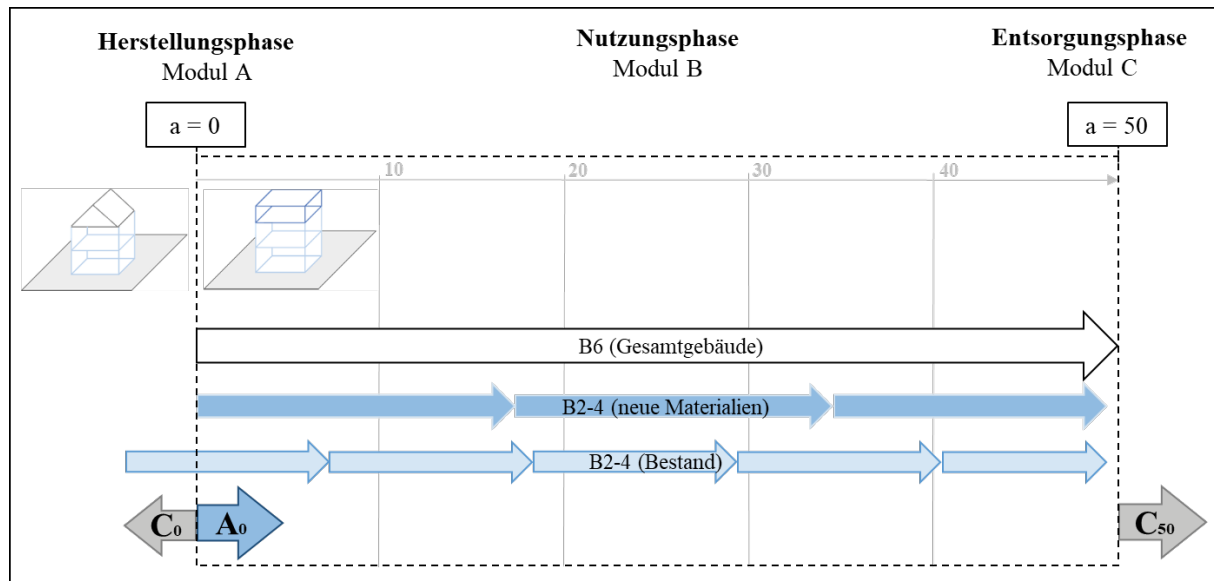 Herstellungsphase
Modul A
Nutzungsphase
Modul B
Entsorgungsphase
Modul C
a = 0
a = 50
10
20
30
40
B6 (Gesamtgebäude)
B2-4 (neue Materialien)
B2-4 (Bestand)
C0
A0
C50